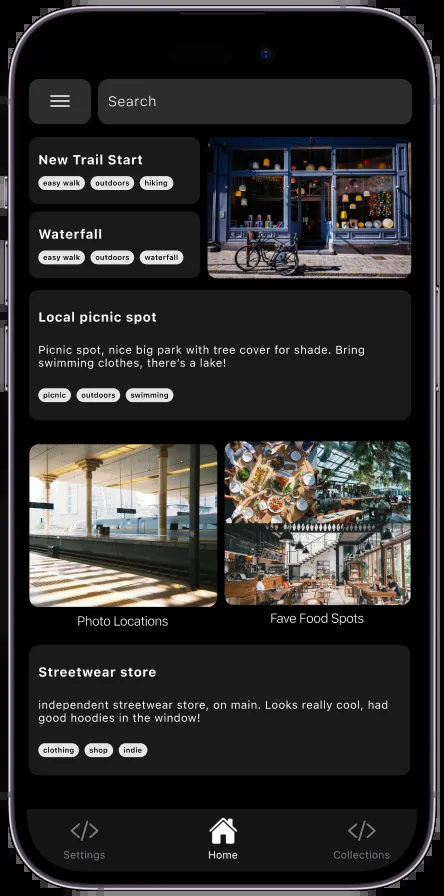 Search
New Trail Start
easy walk outdoors hiking
Waterfall
easy walk outdoors waterfall
Local picnic spot
Picnic spot, nice big park with tree cover for shade. Bring
swimming clothes, there's a lake!
picnic outdoors swimming
Photo Locations
Fave Food Spots
Streetwear store
independent streetwear store, on main. Looks really cool, had
good hoodies in the window!
clothing shop indie
</> </>
Settings Home Collections